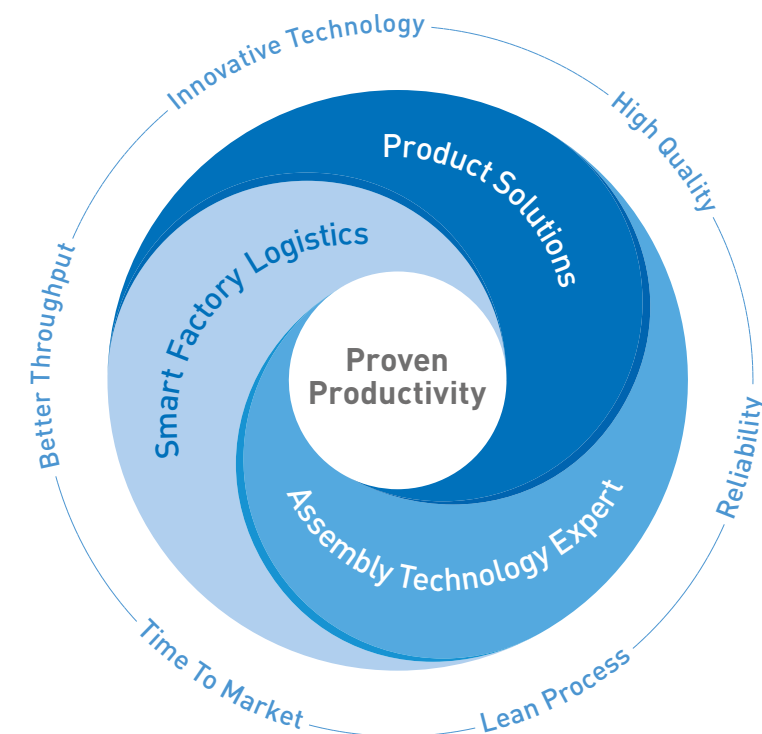 Innovative Technology
High Quality
Reliability
Lean Process
Time To Market
Better Throughput
Product Solutions
Assembly Technology Expert
Smart Factory Logistics
Proven
Productivity